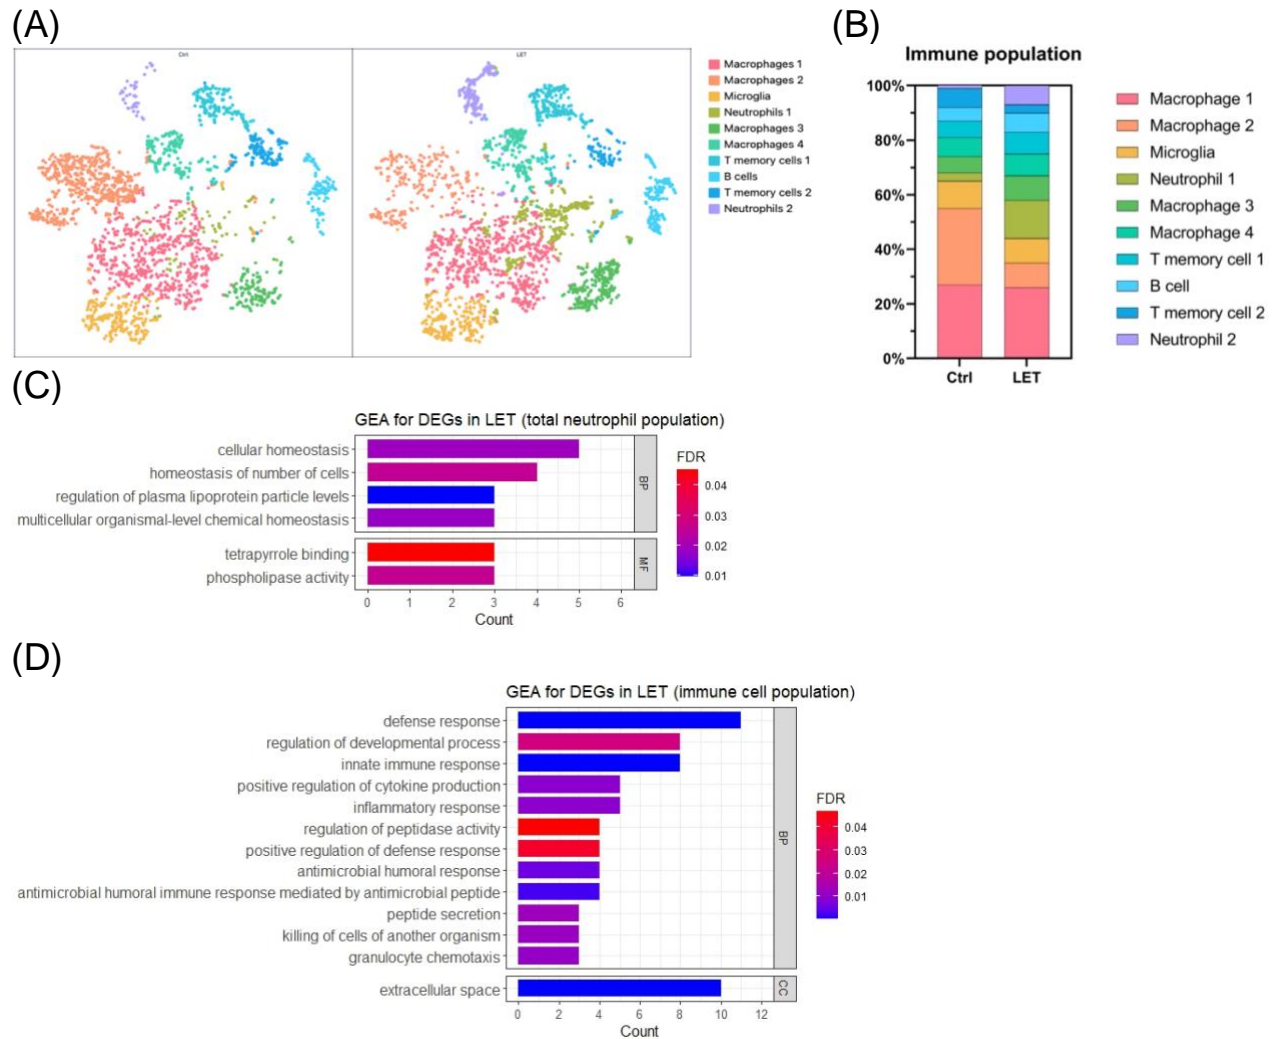 (A)
Ctrl
LET
Macrophages 1
Macrophages 2
Microglia
Neutrophils 1
Macrophages 3
Macrophages 4
T memory cells 1
B cells
T memory cells 2
Neutrophils 2
(B)
Immune population
100%
80%
60%
40%
20%
0%
Ctrl
LET
Macrophage 1
Macrophage 2
Microglia
Neutrophil 1
Macrophage 3
Macrophage 4
T memory cell 1
B cell
T memory cell 2
Neutrophil 2
(C)
GEA for DEGs in LET (total neutrophil population)
cellular homeostasis
homeostasis of number of cells
regulation of plasma lipoprotein particle levels
multicellular organismal-level chemical homeostasis
BP
tetrapyrrole binding
phospholipase activity
MF
0 1 2 3 4 5 6
Count
FDR
0.04
0.03
0.02
0.01
(D)
GEA for DEGs in LET (immune cell population)
defense response
regulation of developmental process
innate immune response
positive regulation of cytokine production
inflammatory response
regulation of peptidase activity
positive regulation of defense response
antimicrobial humoral response
antimicrobial humoral immune response mediated by antimicrobial peptide
peptide secretion
killing of cells of another organism
granulocyte chemotaxis
BP
extracellular space
CC
0 2 4 6 8 10 12
Count
FDR
0.04
0.03
0.02
0.01